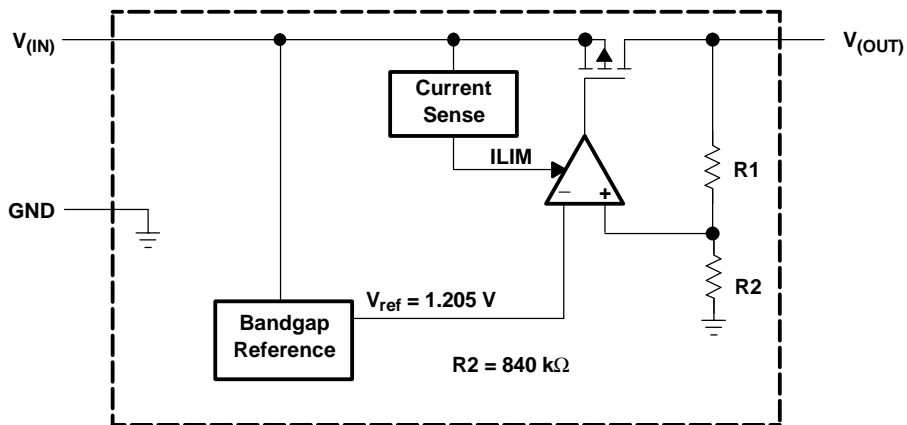 V(IN)
V(OUT)
Current
Sense
ILIM
R1
− +
GND
R2
Vref = 1.205 V
Bandgap
Reference
R2 = 840 kΩ